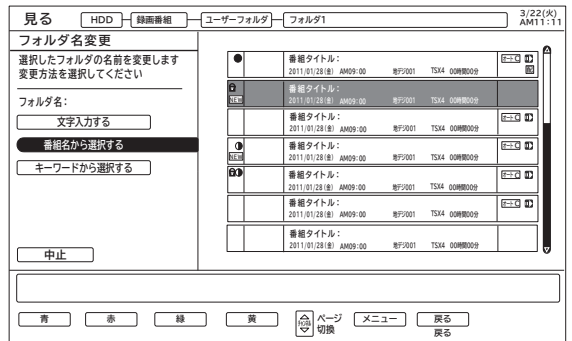 見る HDD 録画番組 ユーザーフォルダ フォルダ1 3/22(火)
AM11:11
フォルダ名変更
選択したフォルダの名前を変更します
変更方法を選択してください
フォルダ名:
文字入力する
番組名から選択する
キーワードから選択する
中止
番組タイトル:
2011/01/28(金) AM09:00 地デジ001 TSX4 00時間00分
番組タイトル:
NEW 2011/01/28(金) AM09:00 地デジ001 TSX4 00時間00分
番組タイトル:
2011/01/28(金) AM09:00 地デジ001 TSX4 00時間00分
番組タイトル:
NEW 2011/01/28(金) AM09:00 地デジ001 TSX4 00時間00分
番組タイトル:
2011/01/28(金) AM09:00 地デジ001 TSX4 00時間00分
番組タイトル:
2011/01/28(金) AM09:00 地デジ001 TSX4 00時間00分
番組タイトル:
2011/01/28(金) AM09:00 地デジ001 TSX4 00時間00分
青 赤 緑 黄 ページ メニュー 戻る
切換 戻る